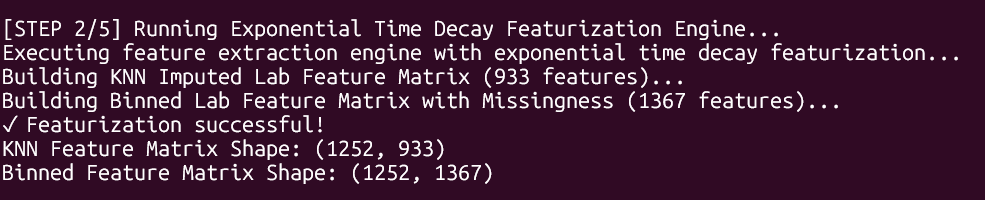 [STEP 2/5] Running Exponential Time Decay Featurization Engine...
Executing feature extraction engine with exponential time decay featurization...
Building KNN Imputed Lab Feature Matrix (933 features)...
Building Binned Lab Feature Matrix with Missingness (1367 features)...
✓ Featurization successful!
KNN Feature Matrix Shape: (1252, 933)
Binned Feature Matrix Shape: (1252, 1367)